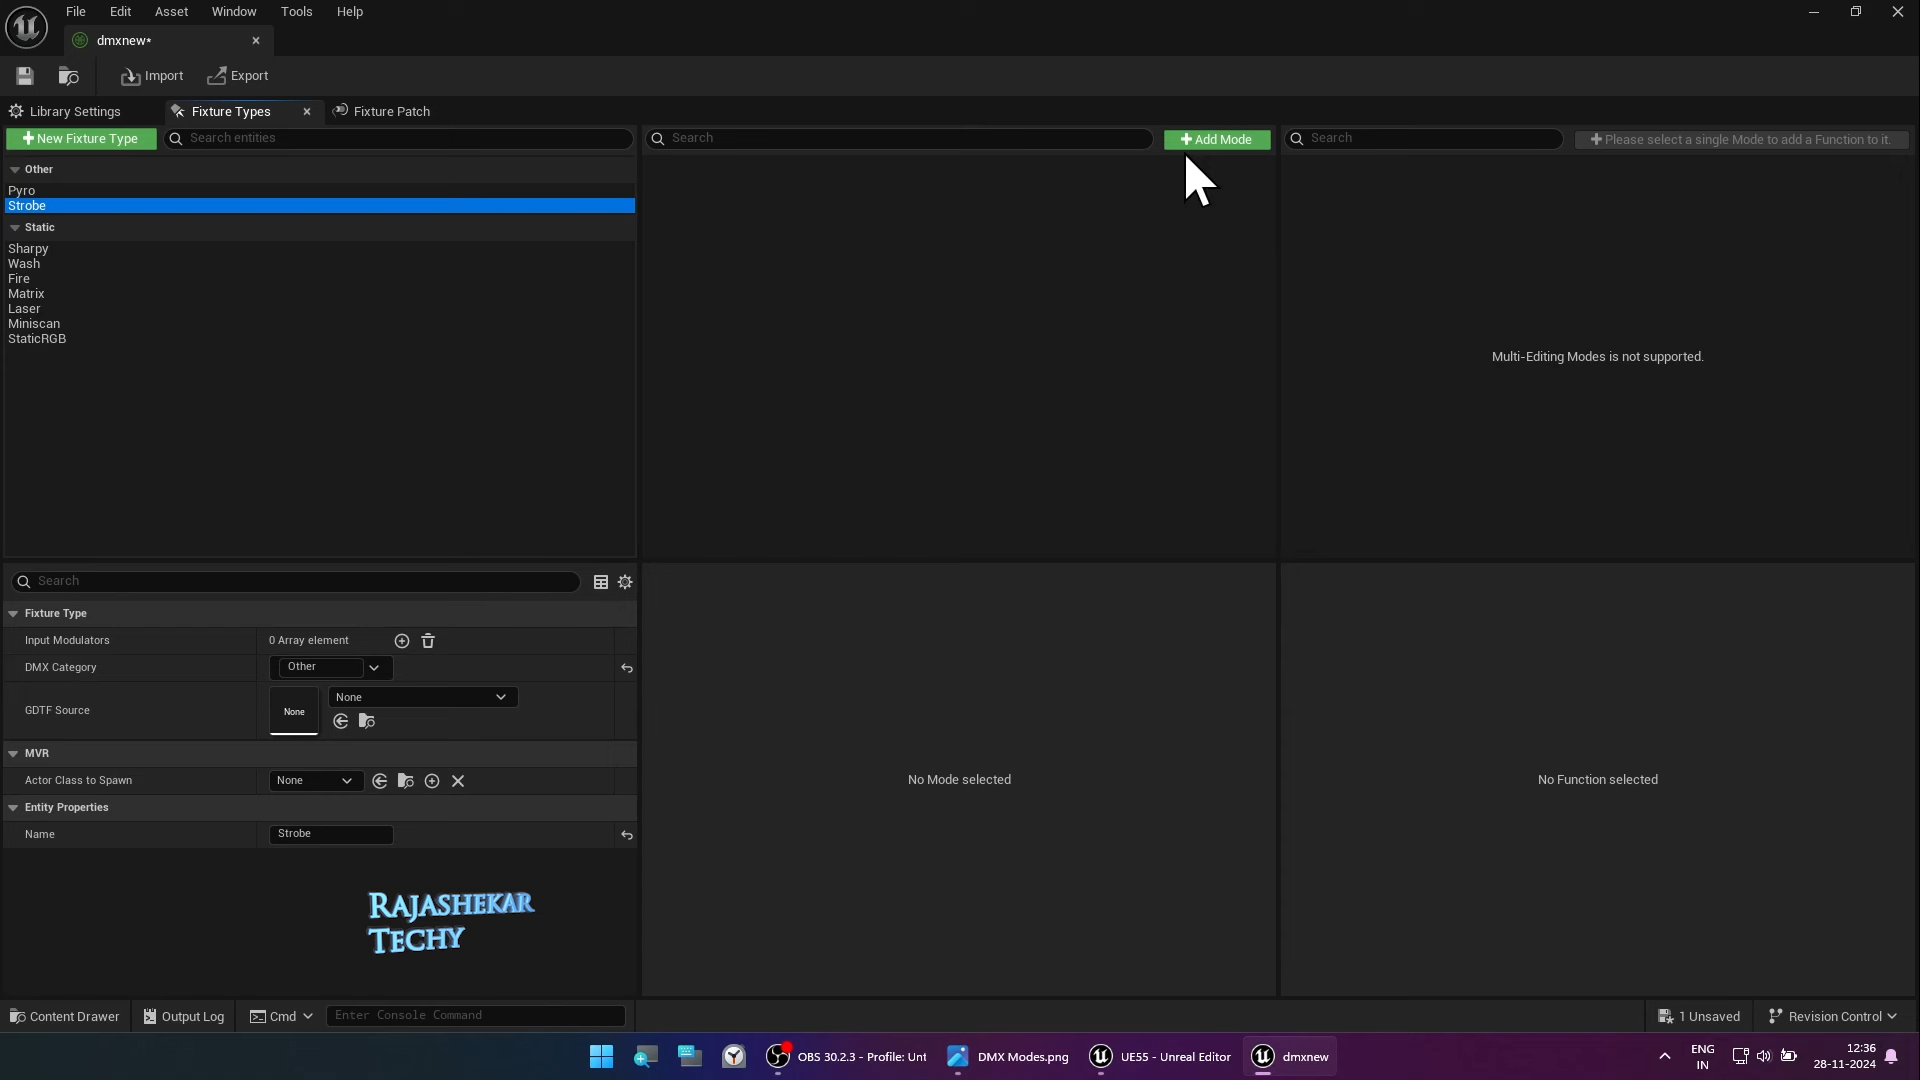 File Edit Asset Window Tools Help
dmxnew*
Import Export
Library Settings Fixture Types Fixture Patch
New Fixture Type Search entities Search Add Mode Search Please select a single Mode to add a Function to it.
Other
Pyro
Strobe
Static
Sharpy
Wash
Fire
Matrix
Laser
Miniscan
StaticRGB
Multi-Editing Modes is not supported.
Search
Fixture Type
Input Modulators 0 Array element
DMX Category Other
GDTF Source None None
MVR
Actor Class to Spawn None
No Mode selected
No Function selected
Entity Properties
Name Strobe
RAJASHEKAR
TECHY
Content Drawer Output Log Cmd Enter Console Command 1 Unsaved Revision Control
OBS 30.2.3 - Profile: Unt DMX Modes.png UE55 - Unreal Editor dmxnew
ENG
IN
12:36
28-11-2024